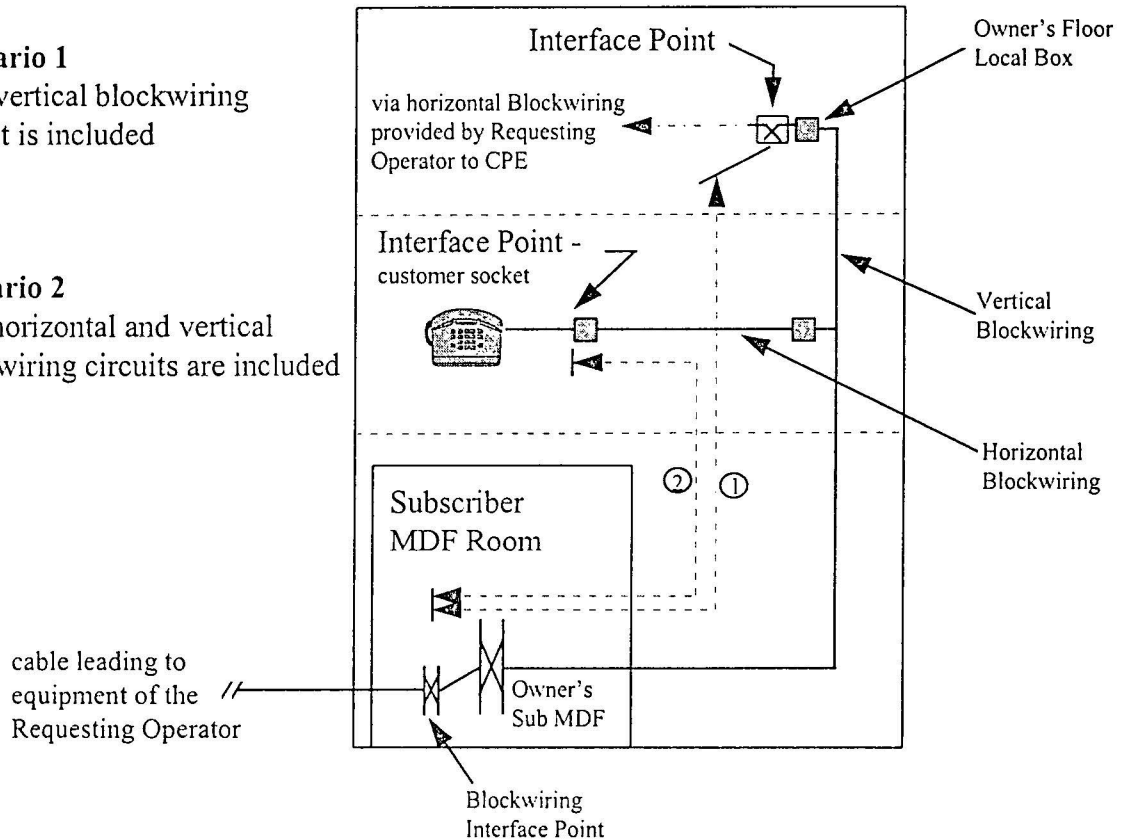 ario 1
vertical blockwiring
t is included
ario 2
horizontal and vertical
wiring circuits are included
Interface Point
Owner's Floor
Local Box
via horizontal Blockwiring
provided by Requesting
Operator to CPE
Interface Point -
customer socket
Vertical
Blockwiring
Horizontal
Blockwiring
② ①
Subscriber
MDF Room
cable leading to
equipment of the
Requesting Operator
Owner's
Sub MDF
Blockwiring
Interface Point